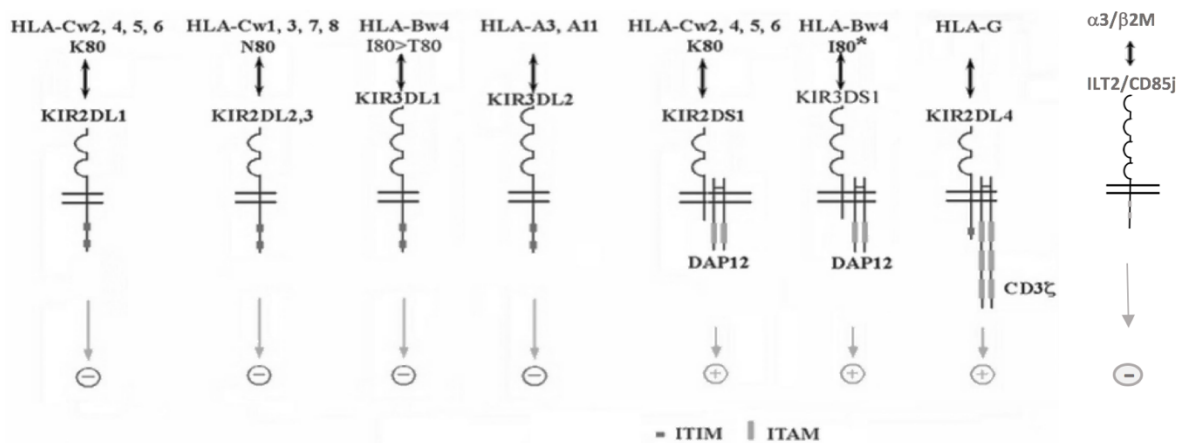 HLA-Cw2, 4, 5, 6
K80
KIR2DL1
HLA-Cw1, 3, 7, 8
N80
KIR2DL2,3
HLA-Bw4
I80>T80
KIR3DL1
HLA-A3, A11
KIR3DL2
HLA-Cw2, 4, 5, 6
K80
KIR2DS1
DAP12
HLA-Bw4
I80*
KIR3DS1
DAP12
HLA-G
KIR2DL4
CD3ζ
α3/β2M
ILT2/CD85j
−
−
−
−
+
+
+
-
ITIM
ITAM